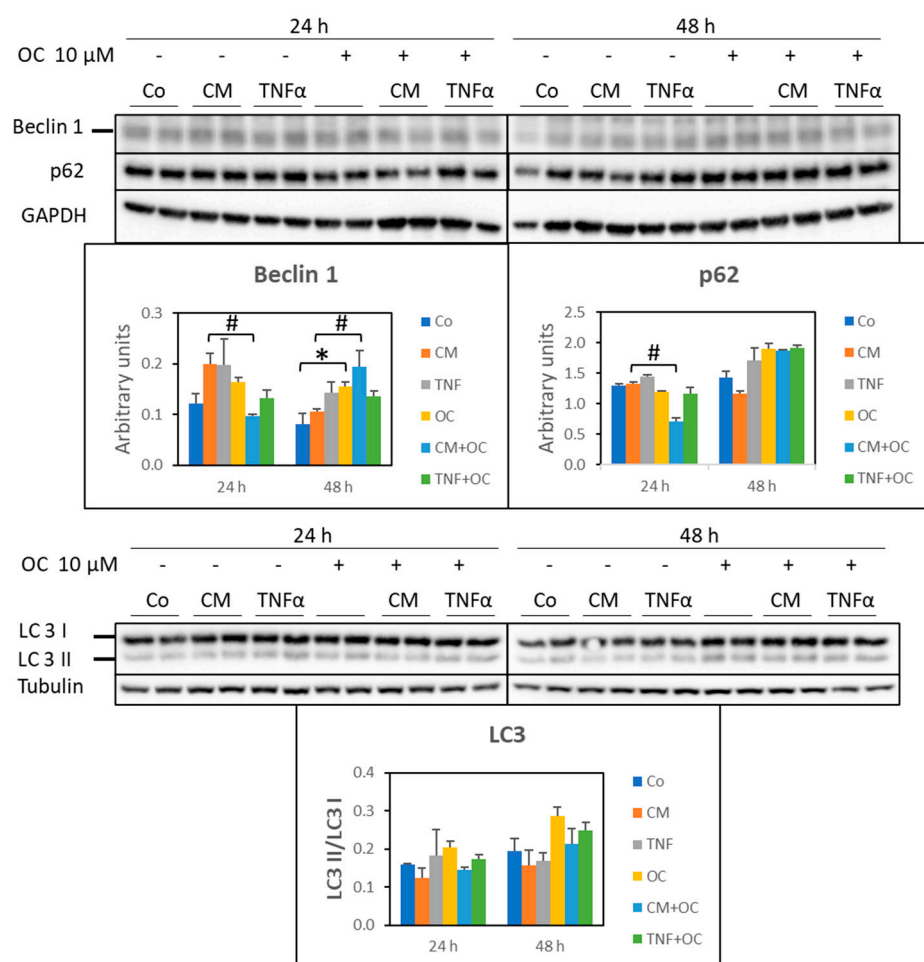 24 h 48 h
OC 10 μM - - - + + + - - - + + +
Co CM TNFα CM TNFα Co CM TNFα CM TNFα
Beclin 1
p62
GAPDH
Beclin 1
Arbitrary units
0.3
0.2
0.1
0.0
# # *
24 h 48 h
Co
CM
TNF
OC
CM+OC
TNF+OC
p62
Arbitrary units
2.5
2.0
1.5
1.0
0.5
0.0
#
24 h 48 h
Co
CM
TNF
OC
CM+OC
TNF+OC
24 h 48 h
OC 10 μM - - - + + + - - - + + +
Co CM TNFα CM TNFα Co CM TNFα CM TNFα
LC 3 I
LC 3 II
Tubulin
LC3
LC3 II/LC3 I
0.4
0.3
0.2
0.1
0.0
24 h 48 h
Co
CM
TNF
OC
CM+OC
TNF+OC